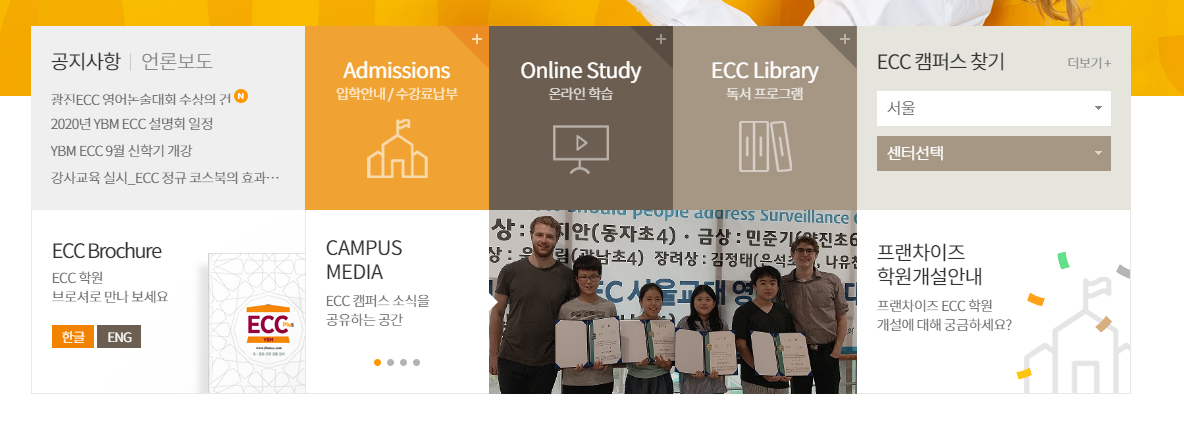 공지사항 언론보도
광진ECC 영어논술대회 수상의 건 N
2020년 YBM ECC 설명회 일정
YBM ECC 9월 신학기 개강
강사교육 실시_ECC 정규 코스북의 효과…
Admissions
입학안내 / 수강료납부
Online Study
온라인 학습
ECC Library
독서 프로그램
ECC 캠퍼스 찾기 더보기 +
서울
센터선택
ECC Brochure
ECC 학원
브로셔로 만나 보세요
한글 ENG
ECC Plus
YBM
CAMPUS
MEDIA
ECC 캠퍼스 소식을
공유하는 공간
should people address Surveillance
상 : 지안(동자초4) · 금상 : 민준기(양진초6
림(광남초4) 장려상 : 김정태(은석초 , 나유찬
CC 서울교대 영 대
프랜차이즈
학원개설안내
프랜차이즈 ECC 학원
개설에 대해 궁금하세요?